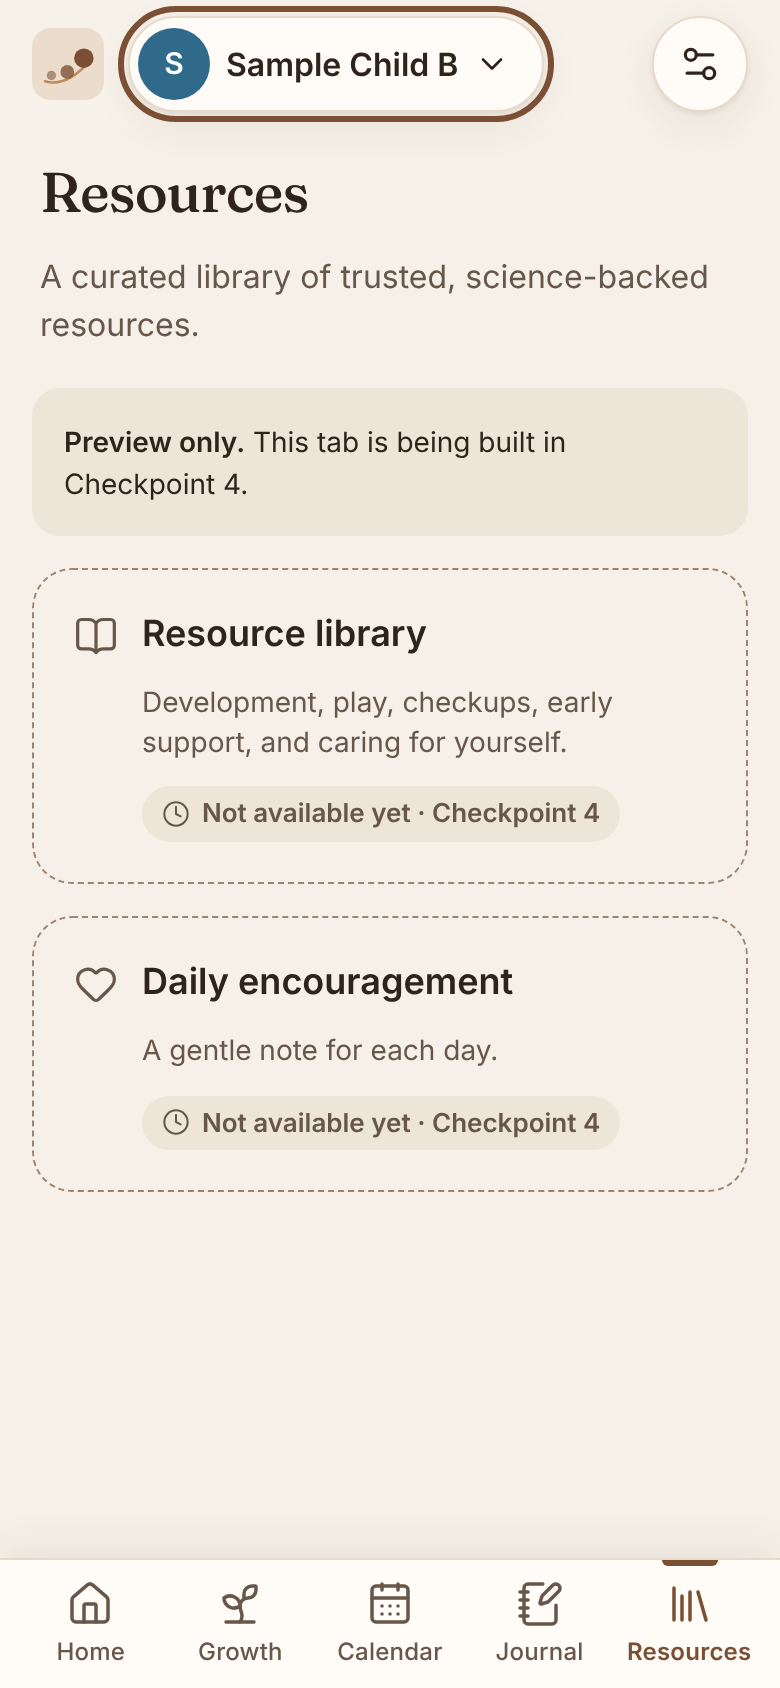 S
Sample Child B
Resources
A curated library of trusted, science-backed
resources.
Preview only. This tab is being built in
Checkpoint 4.
Resource library
Development, play, checkups, early
support, and caring for yourself.
Not available yet · Checkpoint 4
Daily encouragement
A gentle note for each day.
Not available yet · Checkpoint 4
Home
Growth
Calendar
Journal
Resources